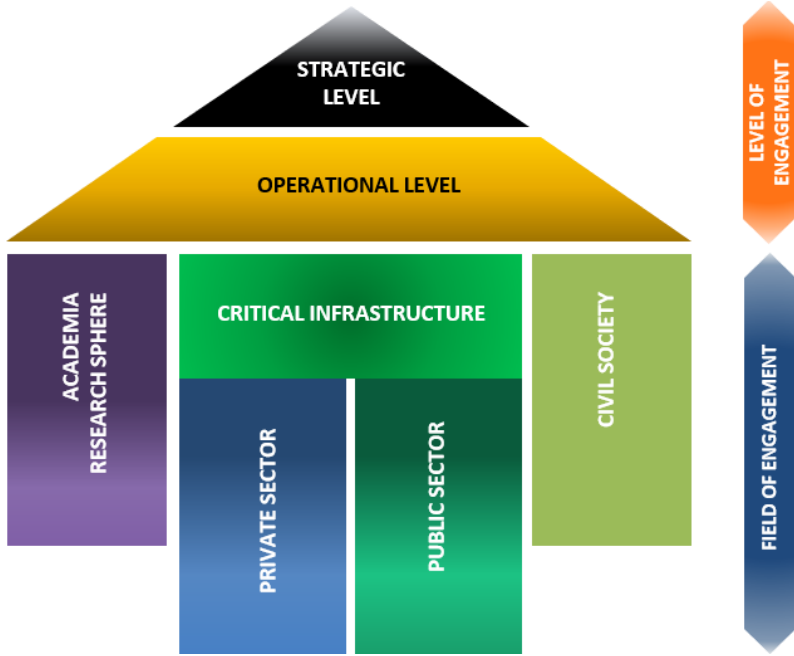 STRATEGIC
LEVEL
OPERATIONAL LEVEL
LEVEL OF
ENGAGEMENT
ACADEMIA
RESEARCH SPHERE
CRITICAL INFRASTRUCTURE
CIVIL SOCIETY
PRIVATE SECTOR
PUBLIC SECTOR
FIELD OF ENGAGEMENT